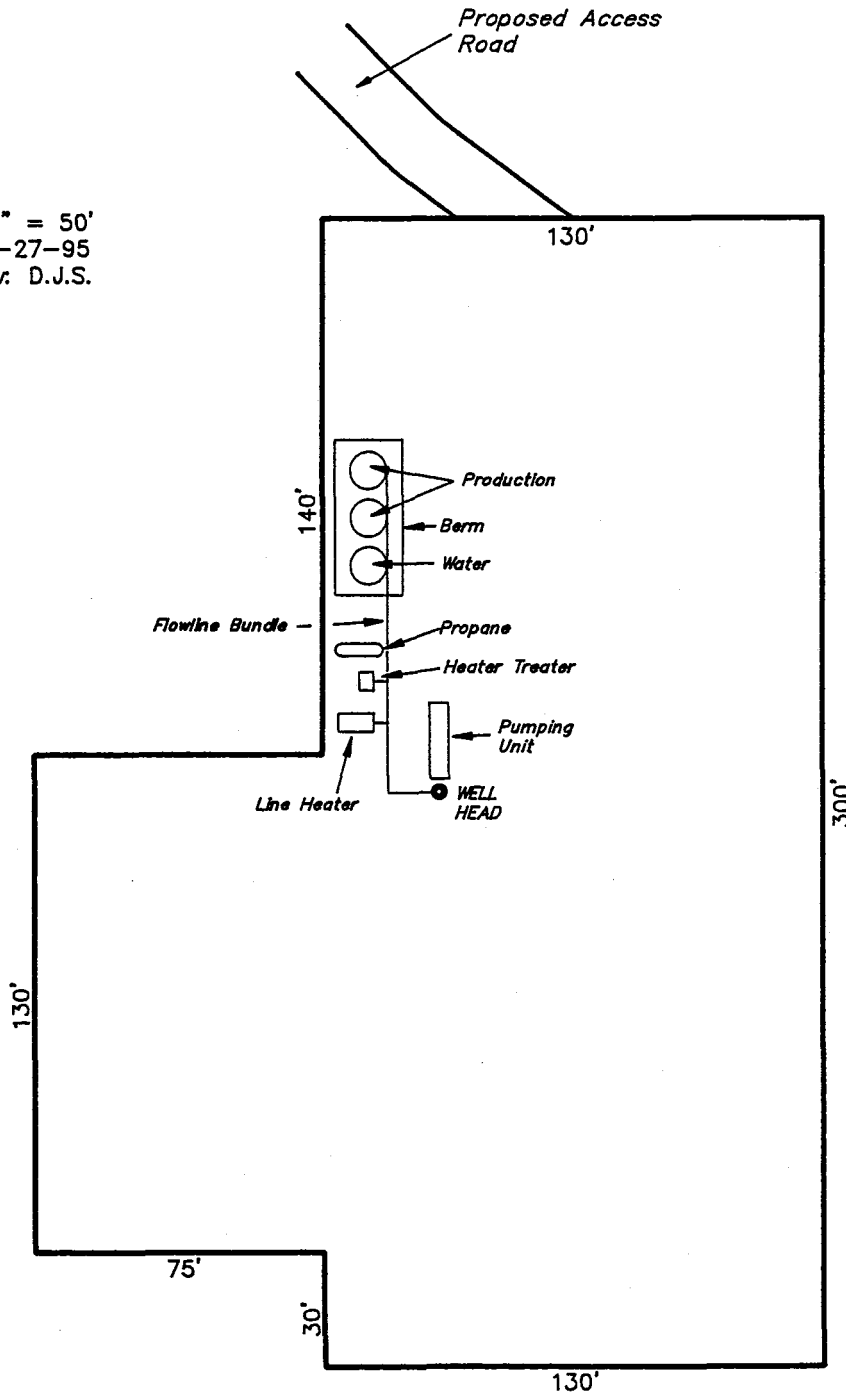 Proposed Access
Road
" = 50'
-27-95
D.J.S.
130'
140'
Production
Berm
Water
Flowline Bundle
Propane
Heater Treater
Pumping
Unit
Line Heater
WELL
HEAD
300'
130'
75'
30'
130'